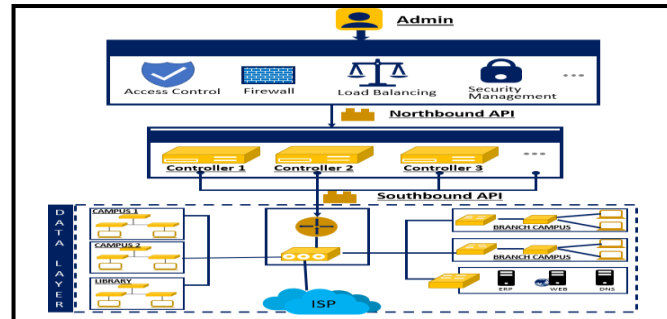 Admin
Access Control
Firewall
Load Balancing
Security
Management
...
Northbound API
Controller 1
Controller 2
Controller 3
...
Southbound API
DATA LAYER
CAMPUS 1
CAMPUS 2
LIBRARY
BRANCH CAMPUS
BRANCH CAMPUS
ERP
WEB
DNS
ISP